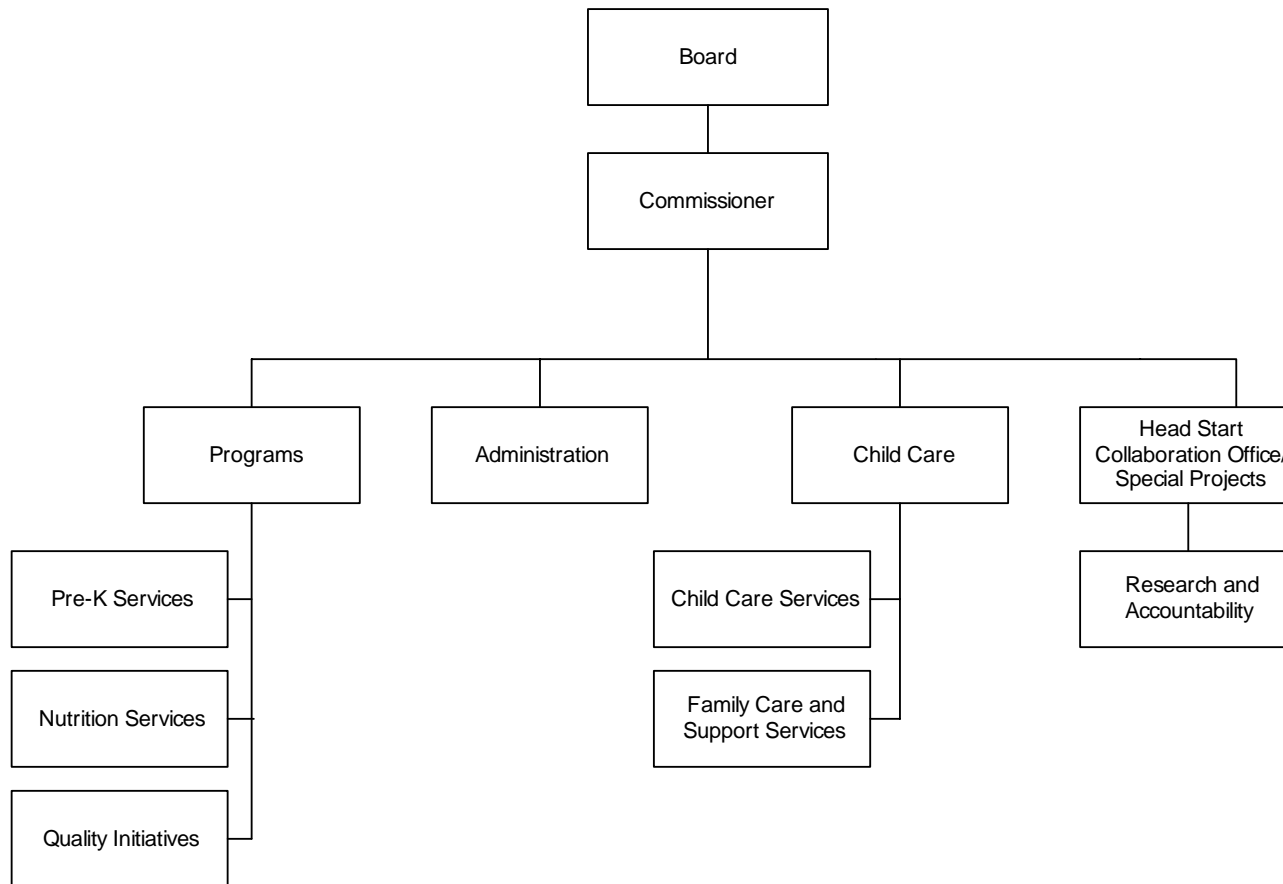 Board
Commissioner
Programs
Administration
Child Care
Head Start
Collaboration Office/
Special Projects
Pre-K Services
Child Care Services
Research and
Accountability
Nutrition Services
Family Care and
Support Services
Quality Initiatives